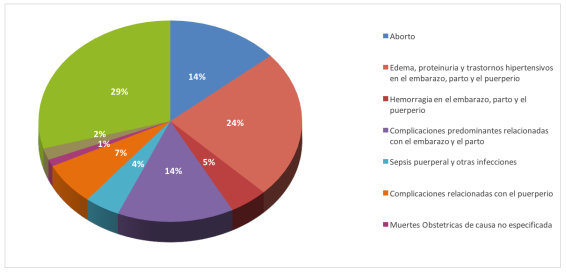 14%
24%
5%
14%
4%
7%
1%
2%
29%
Aborto
Edema, proteinuria y trastornos hipertensivos
en el embarazo, parto y el puerperio
Hemorragia en el embarazo, parto y el
puerperio
Complicaciones predominantes relacionadas
con el embarazo y el parto
Sepsis puerperal y otras infecciones
Complicaciones relacionadas con el puerperio
Muertes Obstetricas de causa no especificada